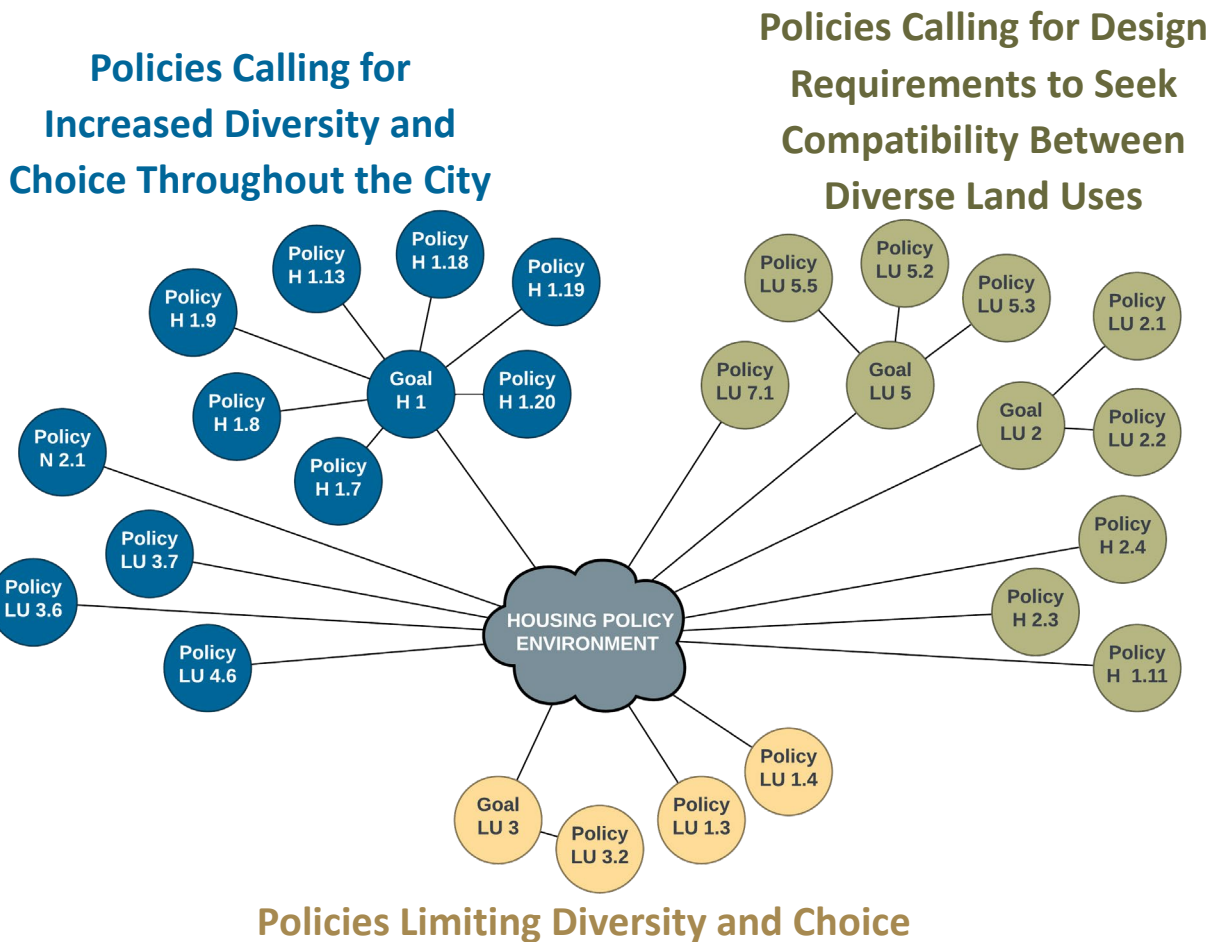 Policies Calling for
Increased Diversity and
Choice Throughout the City
Policies Calling for Design
Requirements to Seek
Compatibility Between
Diverse Land Uses
Policy
H 1.13
Policy
H 1.18
Policy
H 1.19
Policy
H 1.9
Goal
H 1
Policy
H 1.20
Policy
H 1.8
Policy
H 1.7
Policy
N 2.1
Policy
LU 3.7
Policy
LU 3.6
Policy
LU 4.6
Policy
LU 5.5
Policy
LU 5.2
Policy
LU 5.3
Policy
LU 2.1
Policy
LU 7.1
Goal
LU 5
Goal
LU 2
Policy
LU 2.2
Policy
H 2.4
Policy
H 2.3
Policy
H 1.11
HOUSING POLICY
ENVIRONMENT
Policy
LU 1.4
Goal
LU 3
Policy
LU 3.2
Policy
LU 1.3
Policies Limiting Diversity and Choice